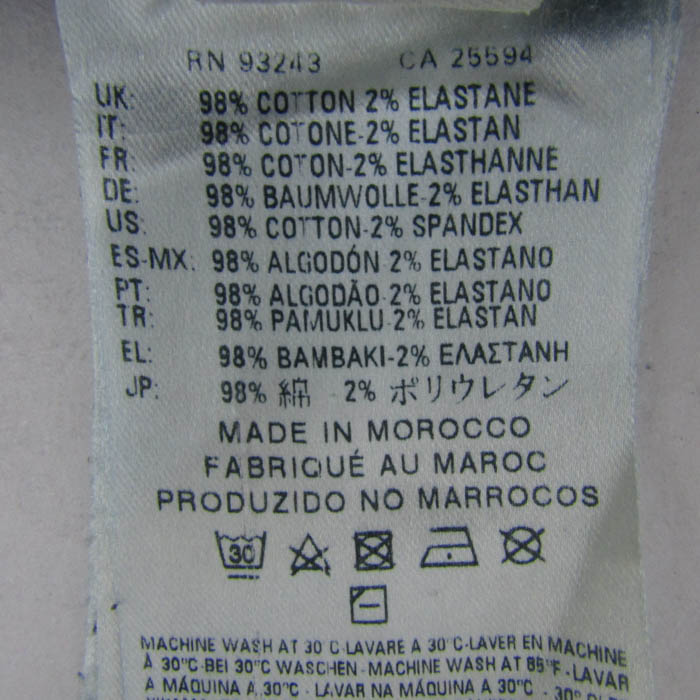 RN 93243 CA 25594
UK: 98% COTTON 2% ELASTANE
IT: 98% COTONE-2% ELASTAN
FR: 98% COTON-2% ELASTHANNE
DE: 98% BAUMWOLLE-2% ELASTHAN
US: 98% COTTON-2% SPANDEX
ES-MX: 98% ALGODÓN-2% ELASTANO
PT: 98% ALGODÃO-2% ELASTANO
TR: 98% PAMUKLU-2% ELASTAN
EL: 98% ΒΑΜΒΑΚΙ-2% ΕΛΑΣΤΑΝΗ
JP: 98% 綿 2% ポリウレタン
MADE IN MOROCCO
FABRIQUÉ AU MAROC
PRODUZIDO NO MARROCOS
30
MACHINE WASH AT 30°C-LAVARE A 30°C-LAVER EN MACHINE
À 30°C-BEI 30°C WASCHEN-MACHINE WASH AT 85°F-LAVAR
A MÁQUINA A 30°C - LAVAR NA MÁQUINA A 30°C - 30°